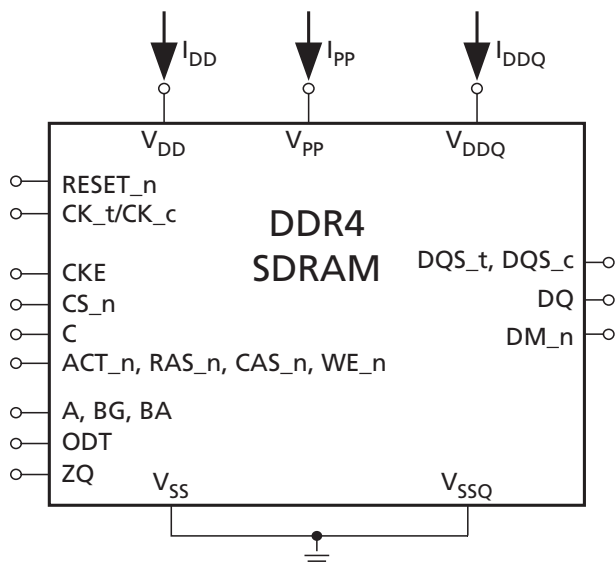 I_DD I_PP I_DDQ
V_DD V_PP V_DDQ
RESET_n
CK_t/CK_c
DDR4
SDRAM
CKE
CS_n
C
ACT_n, RAS_n, CAS_n, WE_n
A, BG, BA
ODT
ZQ
DQS_t, DQS_c
DQ
DM_n
V_SS V_SSQ